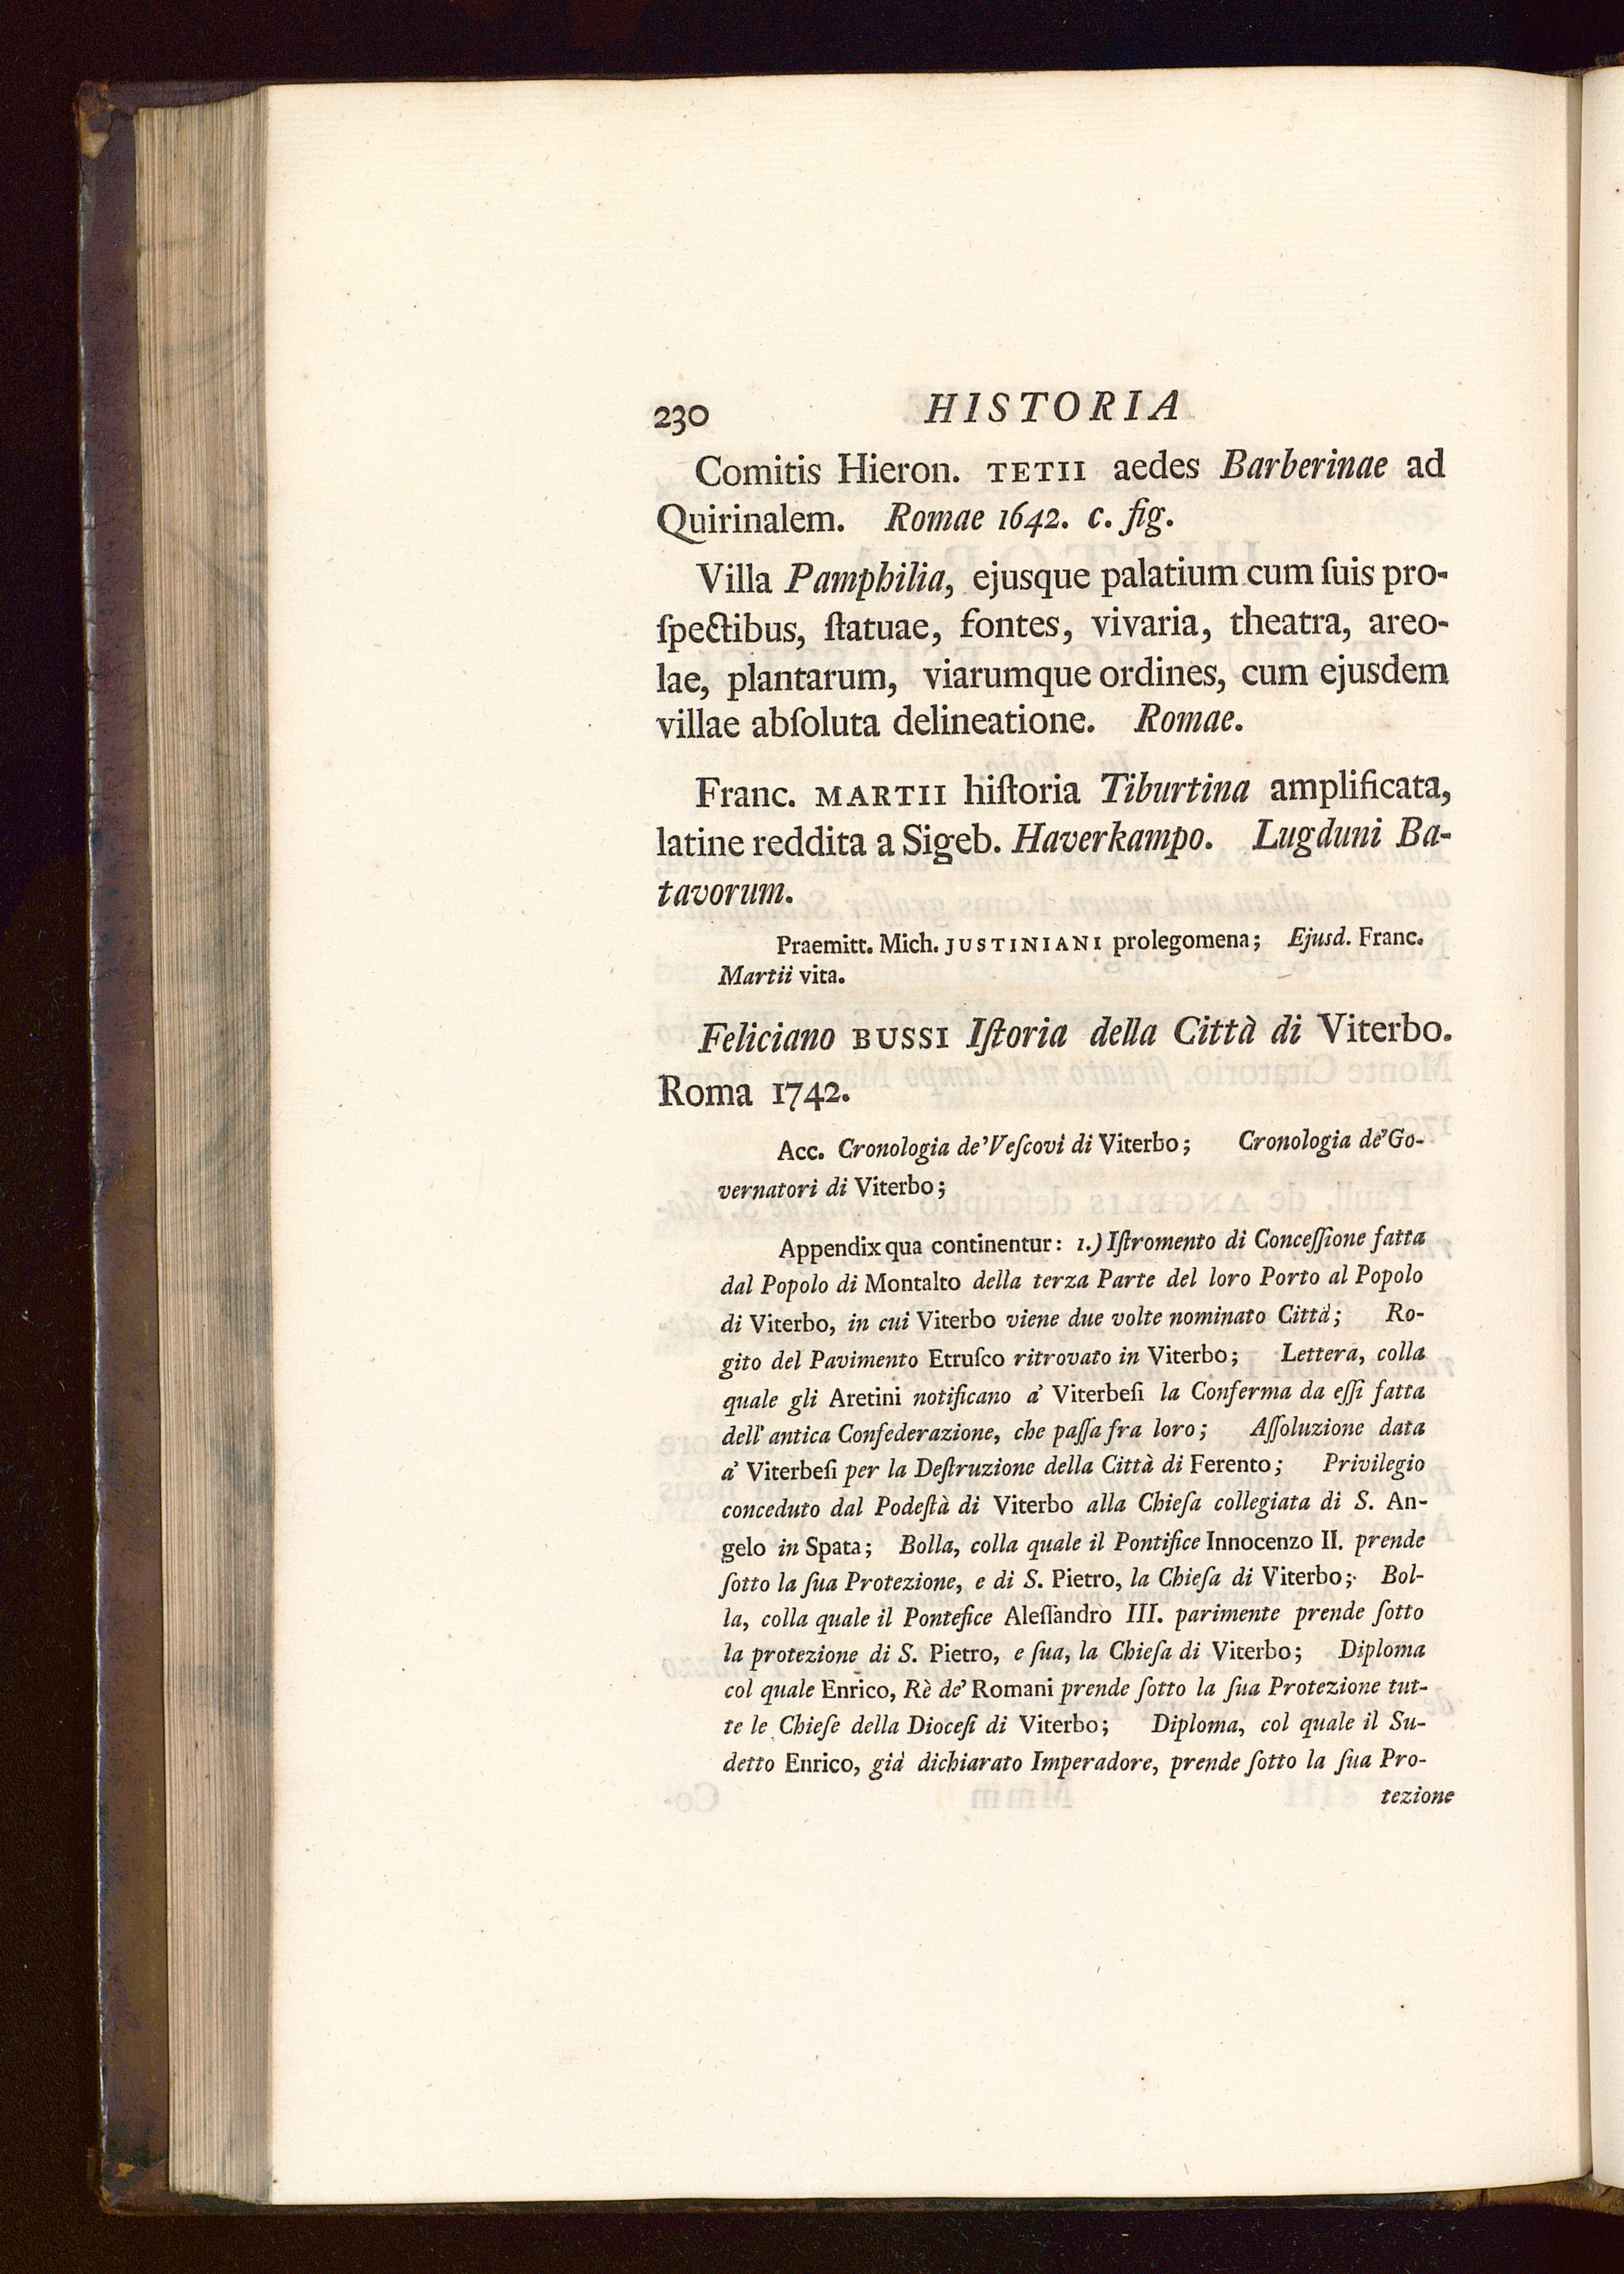 230 HISTORIA
Comitis Hieron. TETII aedes Barberinae ad
Quirinalem. Romae 1642. c. fig.
Villa Pamphilia, ejusque palatium cum ſuis pro-
ſpectibus, ſtatuae, fontes, vivaria, theatra, areo-
lae, plantarum, viarumque ordines, cum ejusdem
villae abſoluta delineatione. Romae.
Franc. MARTII hiſtoria Tiburtina amplificata,
latine reddita a Sigeb. Haverkampo. Lugduni Ba-
tavorum.
Praemitt. Mich. JUSTINIANI prolegomena; Ejusd. Franc.
Martii vita.
Feliciano BUSSI Iſtoria della Città di Viterbo.
Roma 1742.
Acc. Cronologia de' Veſcovi di Viterbo; Cronologia de' Go-
vernatori di Viterbo;
Appendix qua continentur: 1.) Iſtromento di Conceſſione fatta
dal Popolo di Montalto della terza Parte del loro Porto al Popolo
di Viterbo, in cui Viterbo viene due volte nominato Città; Ro-
gito del Pavimento Etruſco ritrovato in Viterbo; Lettera, colla
quale gli Aretini notificano a' Viterbeſi la Conferma da eſſi fatta
dell' antica Confederazione, che paſſa fra loro; Aſſoluzione data
a' Viterbeſi per la Deſtruzione della Città di Ferento; Privilegio
conceduto dal Podeſtà di Viterbo alla Chieſa collegiata di S. An-
gelo in Spata; Bolla, colla quale il Pontifice Innocenzo II. prende
ſotto la ſua Protezione, e di S. Pietro, la Chieſa di Viterbo; Bol-
la, colla quale il Pontefice Aleſſandro III. parimente prende ſotto
la protezione di S. Pietro, e ſua, la Chieſa di Viterbo; Diploma
col quale Enrico, Rè de' Romani prende ſotto la ſua Protezione tut-
te le Chieſe della Dioceſi di Viterbo; Diploma, col quale il Su-
detto Enrico, già dichiarato Imperadore, prende ſotto la ſua Pro-
tezione